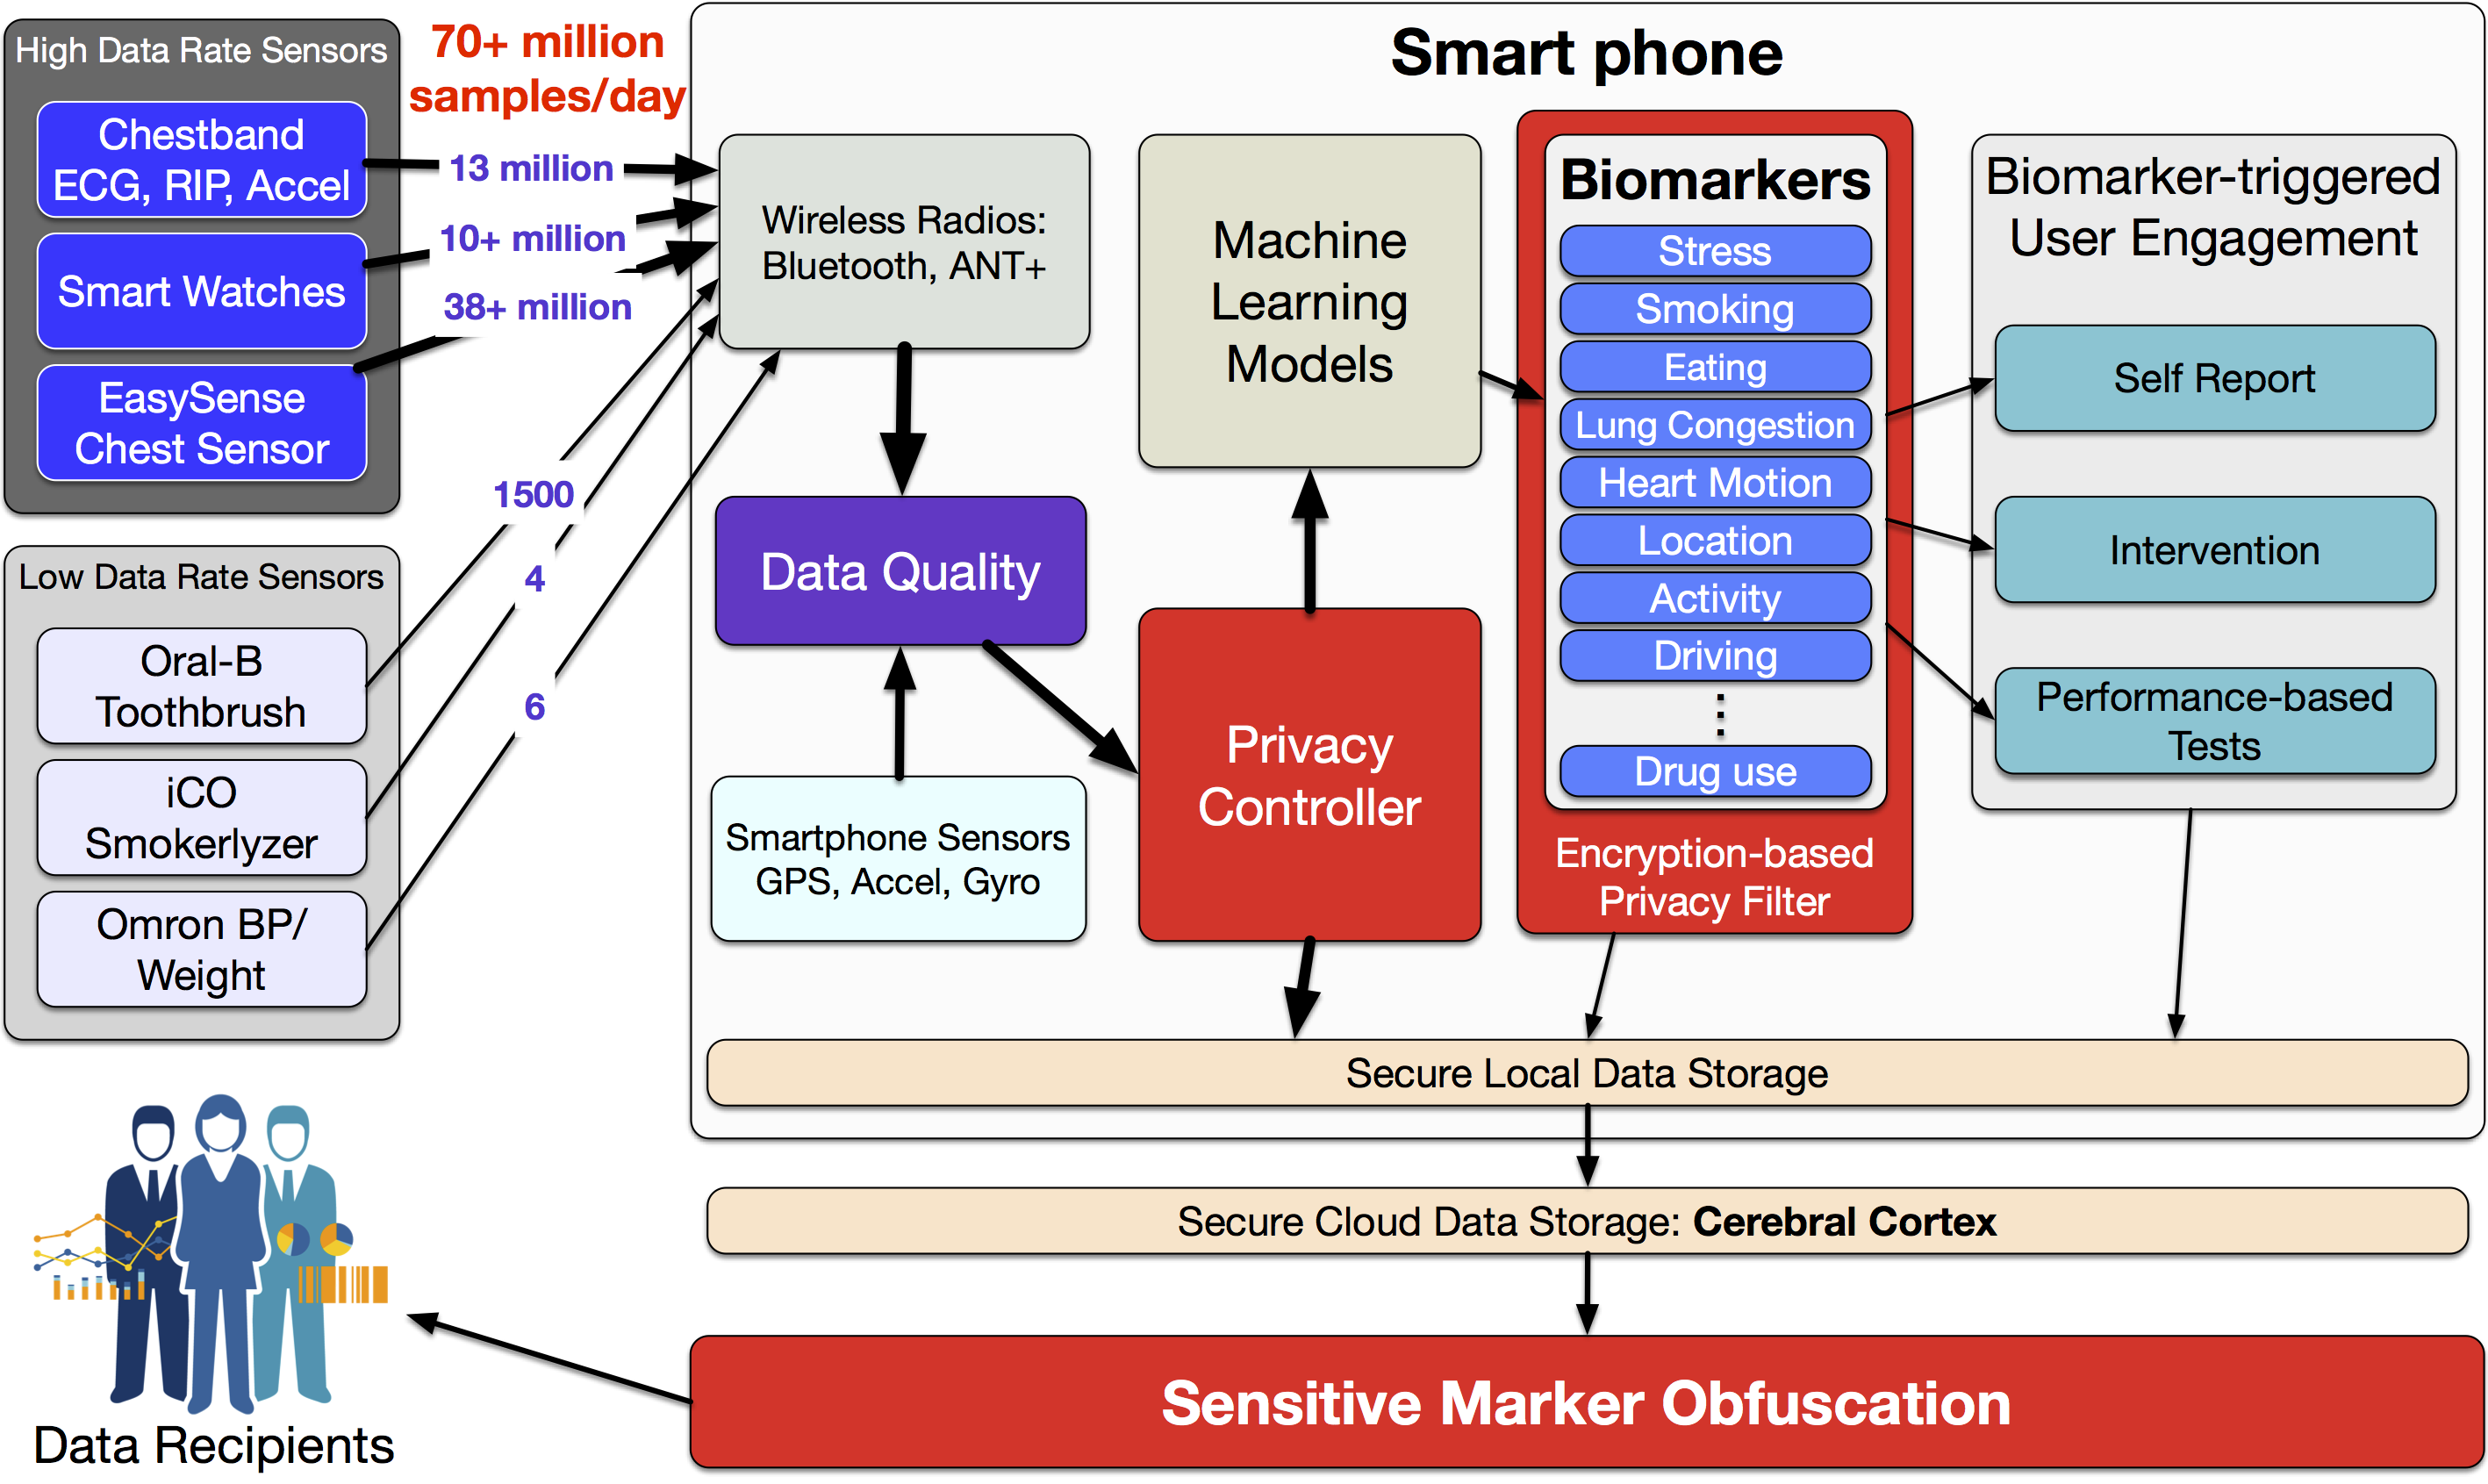 High Data Rate Sensors
Chestband
ECG, RIP, Accel
Smart Watches
EasySense
Chest Sensor
70+ million
samples/day
13 million
10+ million
38+ million
1500
4
6
Low Data Rate Sensors
Oral-B
Toothbrush
iCO
Smokerlyzer
Omron BP/
Weight
Smart phone
Wireless Radios:
Bluetooth, ANT+
Data Quality
Smartphone Sensors
GPS, Accel, Gyro
Machine
Learning
Models
Privacy
Controller
Biomarkers
Stress
Smoking
Eating
Lung Congestion
Heart Motion
Location
Activity
Driving
⋮
Drug use
Encryption-based
Privacy Filter
Biomarker-triggered
User Engagement
Self Report
Intervention
Performance-based
Tests
Secure Local Data Storage
Secure Cloud Data Storage: Cerebral Cortex
Sensitive Marker Obfuscation
Data Recipients